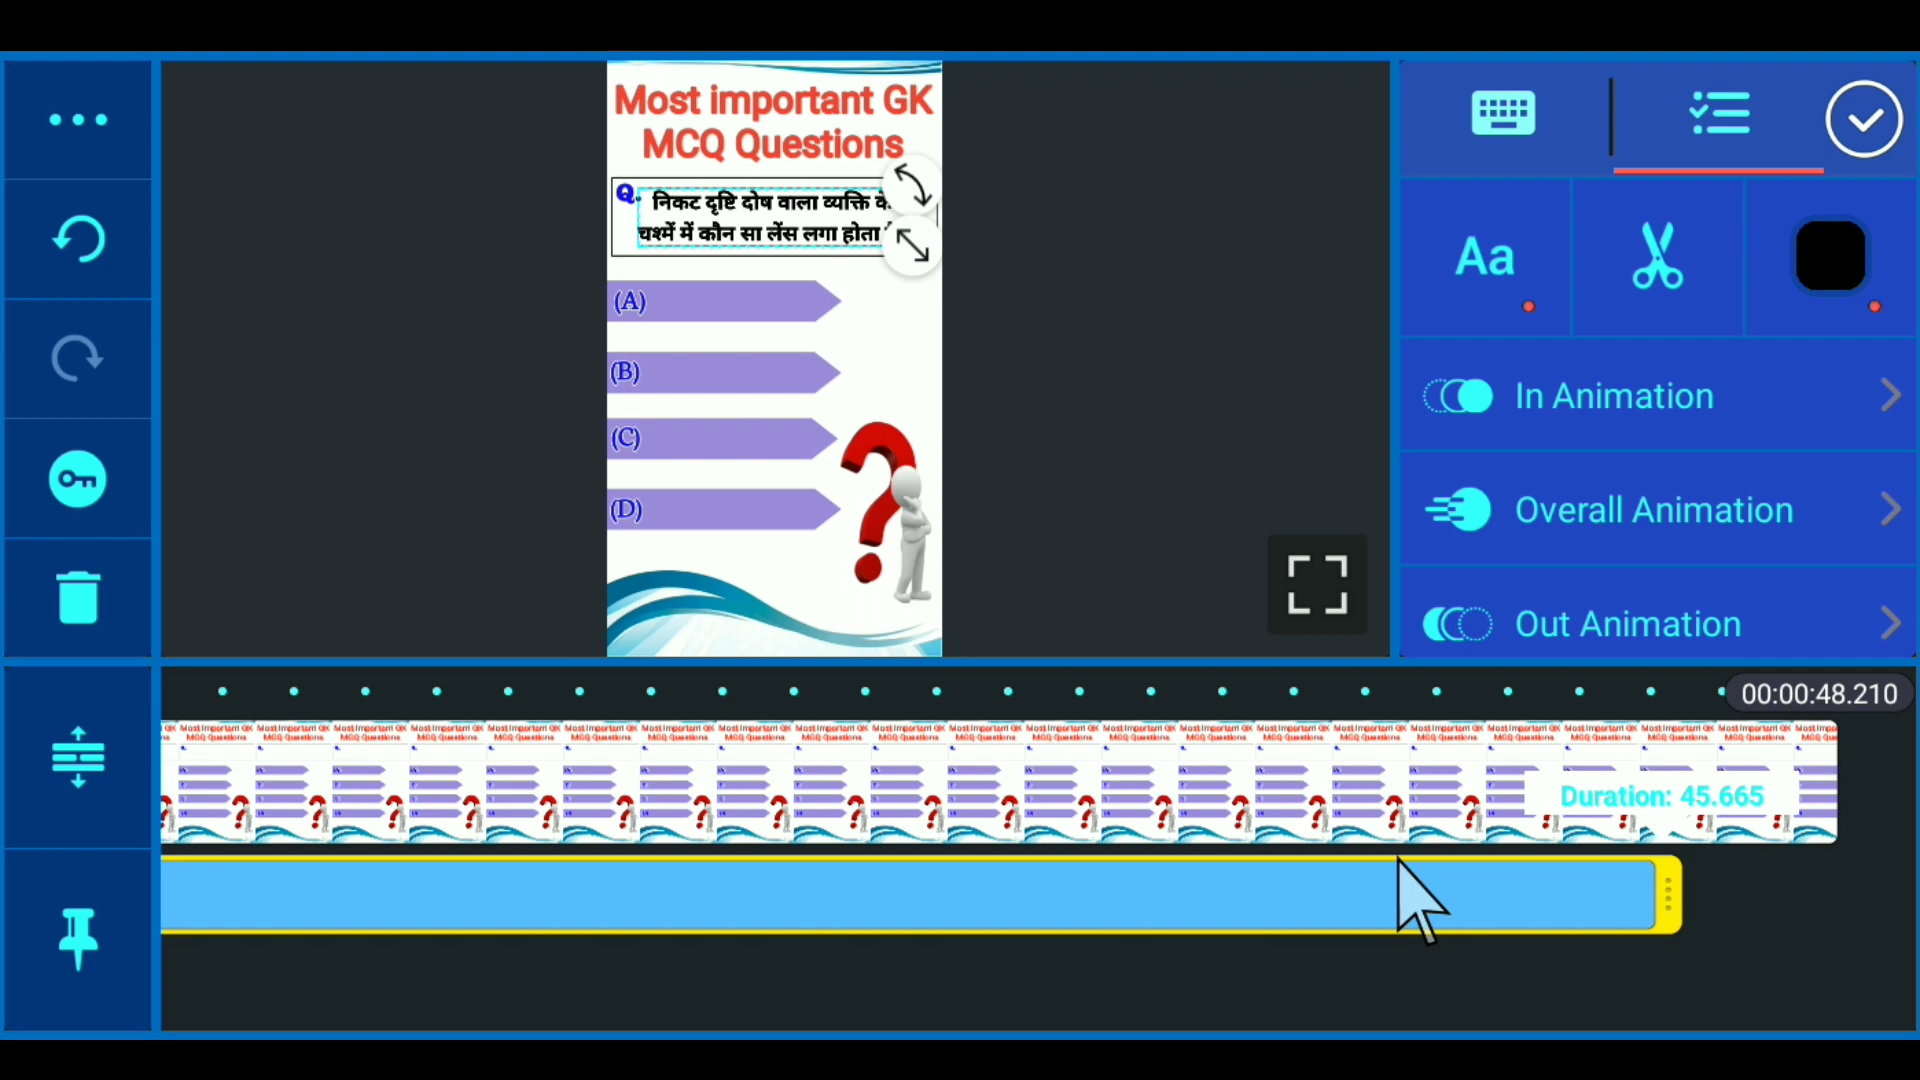 Most important GK
MCQ Questions
Q. निकट दृष्टि दोष वाला व्यक्ति
चश्में में कौन सा लेंस लगा होता
(A)
(B)
(C)
(D)
Aa
In Animation
Overall Animation
Out Animation
00:00:48.210
Duration: 45.665